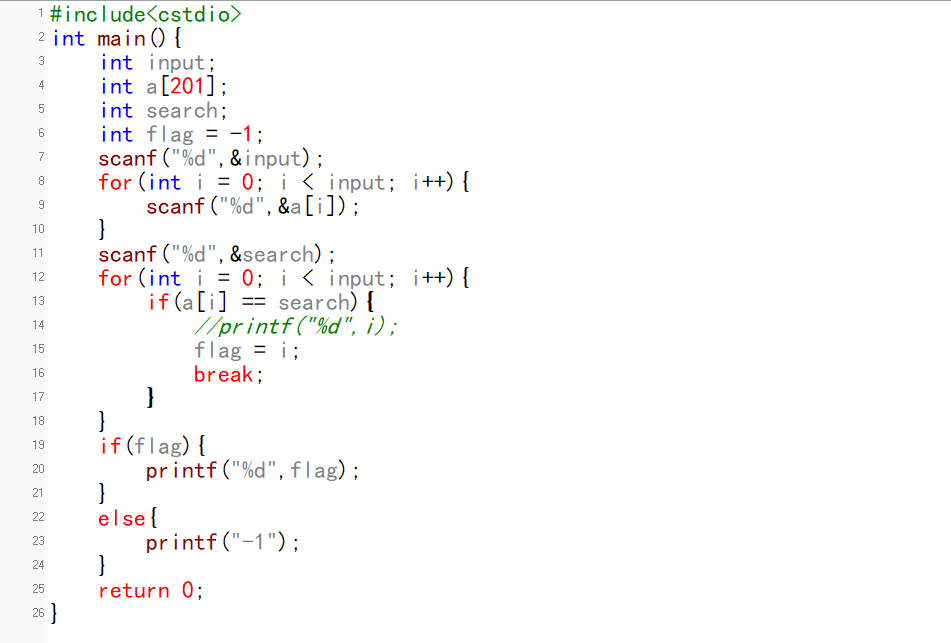 1 #include<cstdio>
2 int main(){
3     int input;
4     int a[201];
5     int search;
6     int flag = -1;
7     scanf("%d",&input);
8     for(int i = 0; i < input; i++){
9         scanf("%d",&a[i]);
10     }
11     scanf("%d",&search);
12     for(int i = 0; i < input; i++){
13         if(a[i] == search){
14             //printf("%d",i);
15             flag = i;
16             break;
17         }
18     }
19     if(flag){
20         printf("%d",flag);
21     }
22     else{
23         printf("-1");
24     }
25     return 0;
26 }